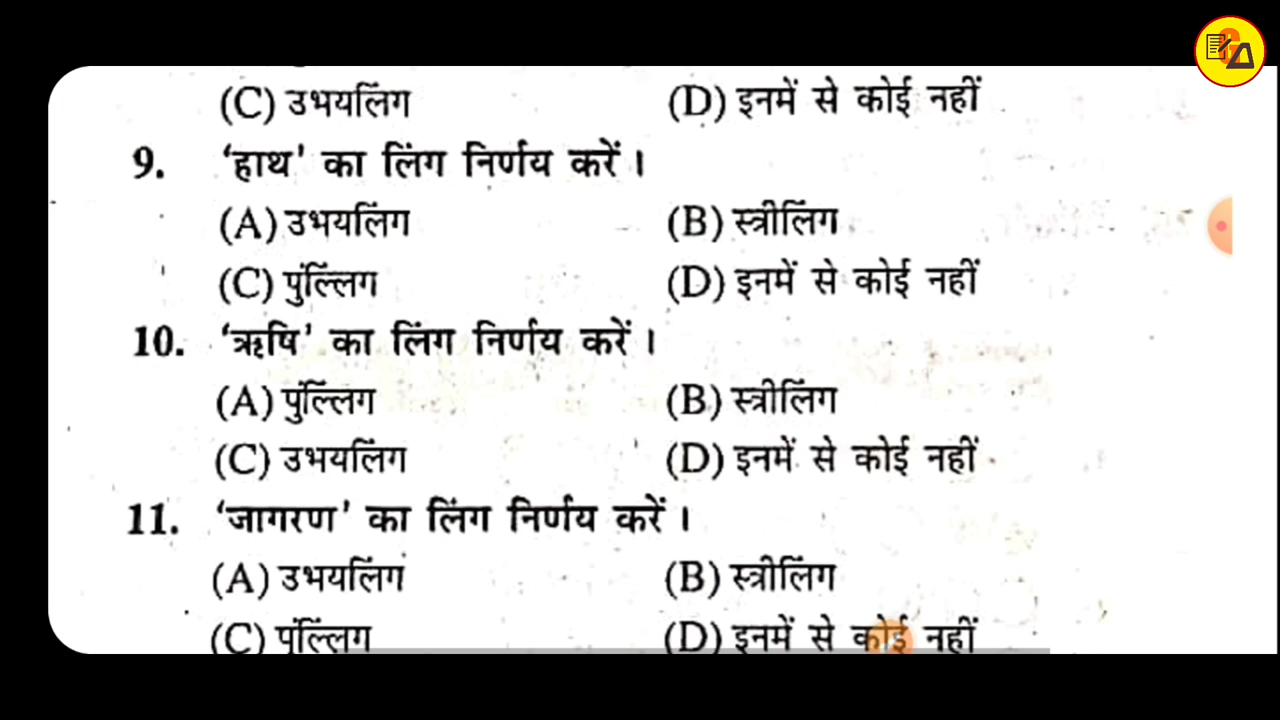 (C) उभयलिंग (D) इनमें से कोई नहीं
9. ‘हाथ’ का लिंग निर्णय करें ।
(A) उभयलिंग (B) स्त्रीलिंग
(C) पुंल्लिंग (D) इनमें से कोई नहीं
10. ‘ऋषि’ का लिंग निर्णय करें ।
(A) पुंल्लिंग (B) स्त्रीलिंग
(C) उभयलिंग (D) इनमें से कोई नहीं
11. ‘जागरण’ का लिंग निर्णय करें ।
(A) उभयलिंग (B) स्त्रीलिंग
(C) पुंल्लिंग (D) इनमें से कोई नहीं